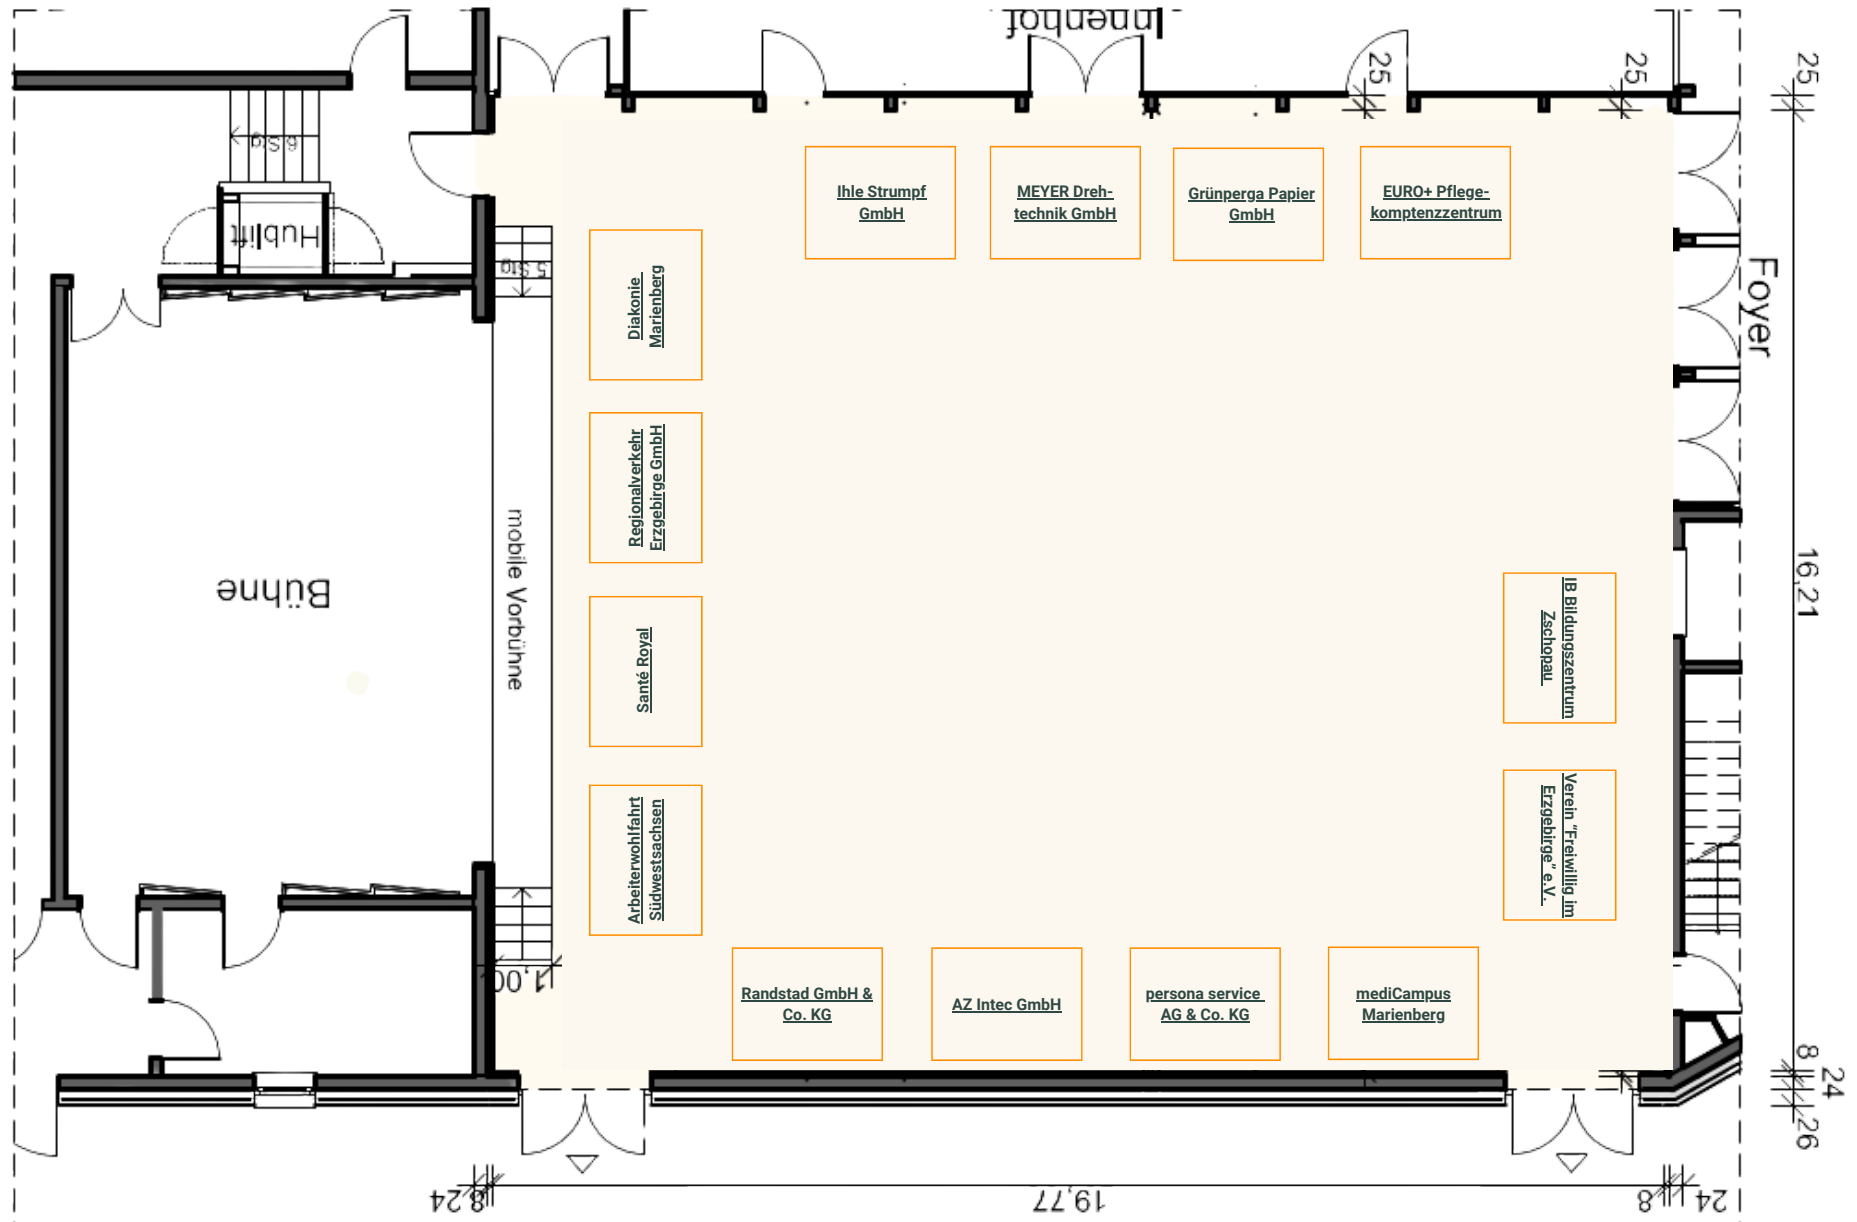 Innenhof
25
25
25
6 Stg
Hublift
5 Stg
Ihle Strumpf
GmbH
MEYER Dreh-
technik GmbH
Grünperga Papier
GmbH
EURO+ Pflege-
komptenzzentrum
Foyer
Diakonie
Marienberg
Regionalverkehr
Erzgebirge GmbH
Santé Royal
Arbeiterwohlfahrt
Südwestsachsen
Bühne
mobile Vorbühne
16,21
IB Bildungszentrum
Zschopau
Verein "Freiwillig im
Erzgebirge" e.V.
1,00
Randstad GmbH &
Co. KG
AZ Intec GmbH
persona service
AG & Co. KG
mediCampus
Marienberg
8
24
26
24
8
19,77
8
24